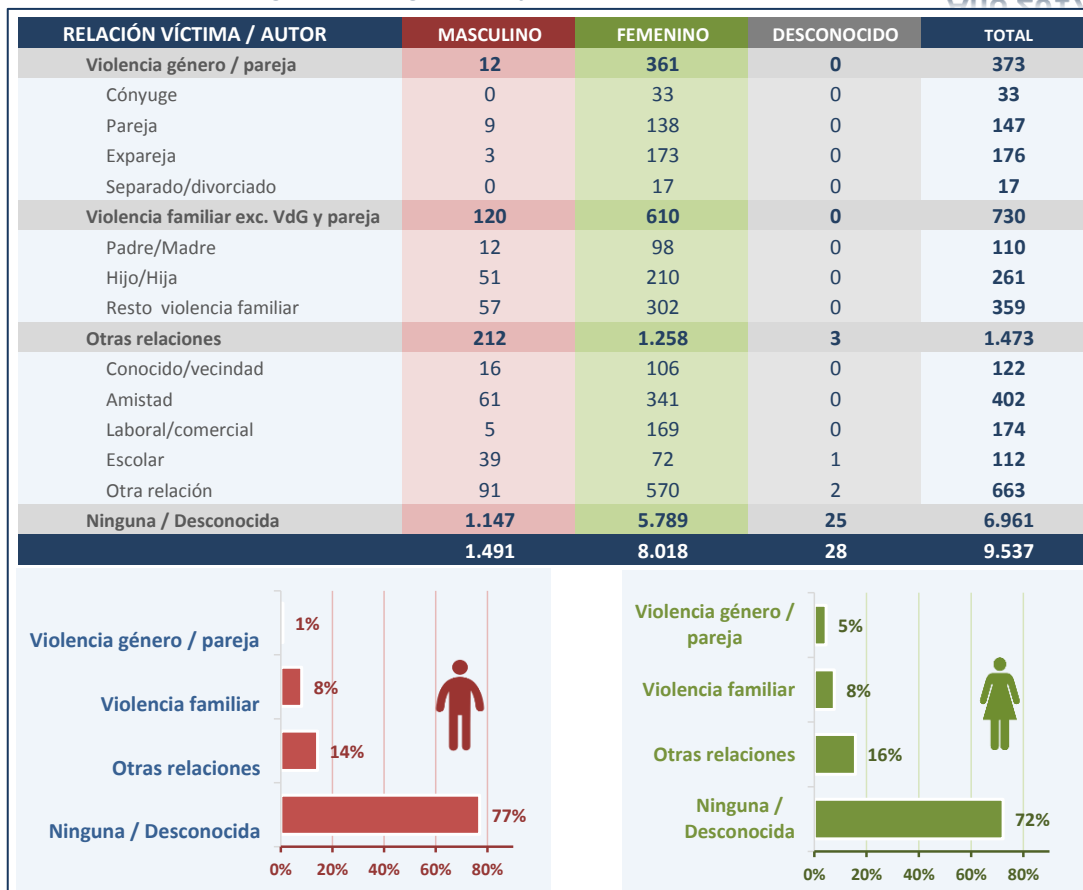 RELACIÓN VÍCTIMA / AUTOR MASCULINO FEMENINO DESCONOCIDO TOTAL
Violencia género / pareja 12 361 0 373
Cónyuge 0 33 0 33
Pareja 9 138 0 147
Expareja 3 173 0 176
Separado/divorciado 0 17 0 17
Violencia familiar exc. VdG y pareja 120 610 0 730
Padre/Madre 12 98 0 110
Hijo/Hija 51 210 0 261
Resto violencia familiar 57 302 0 359
Otras relaciones 212 1.258 3 1.473
Conocido/vecindad 16 106 0 122
Amistad 61 341 0 402
Laboral/comercial 5 169 0 174
Escolar 39 72 1 112
Otra relación 91 570 2 663
Ninguna / Desconocida 1.147 5.789 25 6.961
1.491 8.018 28 9.537
Violencia género / pareja 1%
Violencia familiar 8%
Otras relaciones 14%
Ninguna / Desconocida 77%
0% 20% 40% 60% 80%
Violencia género /
pareja 5%
Violencia familiar 8%
Otras relaciones 16%
Ninguna /
Desconocida 72%
0% 20% 40% 60% 80%